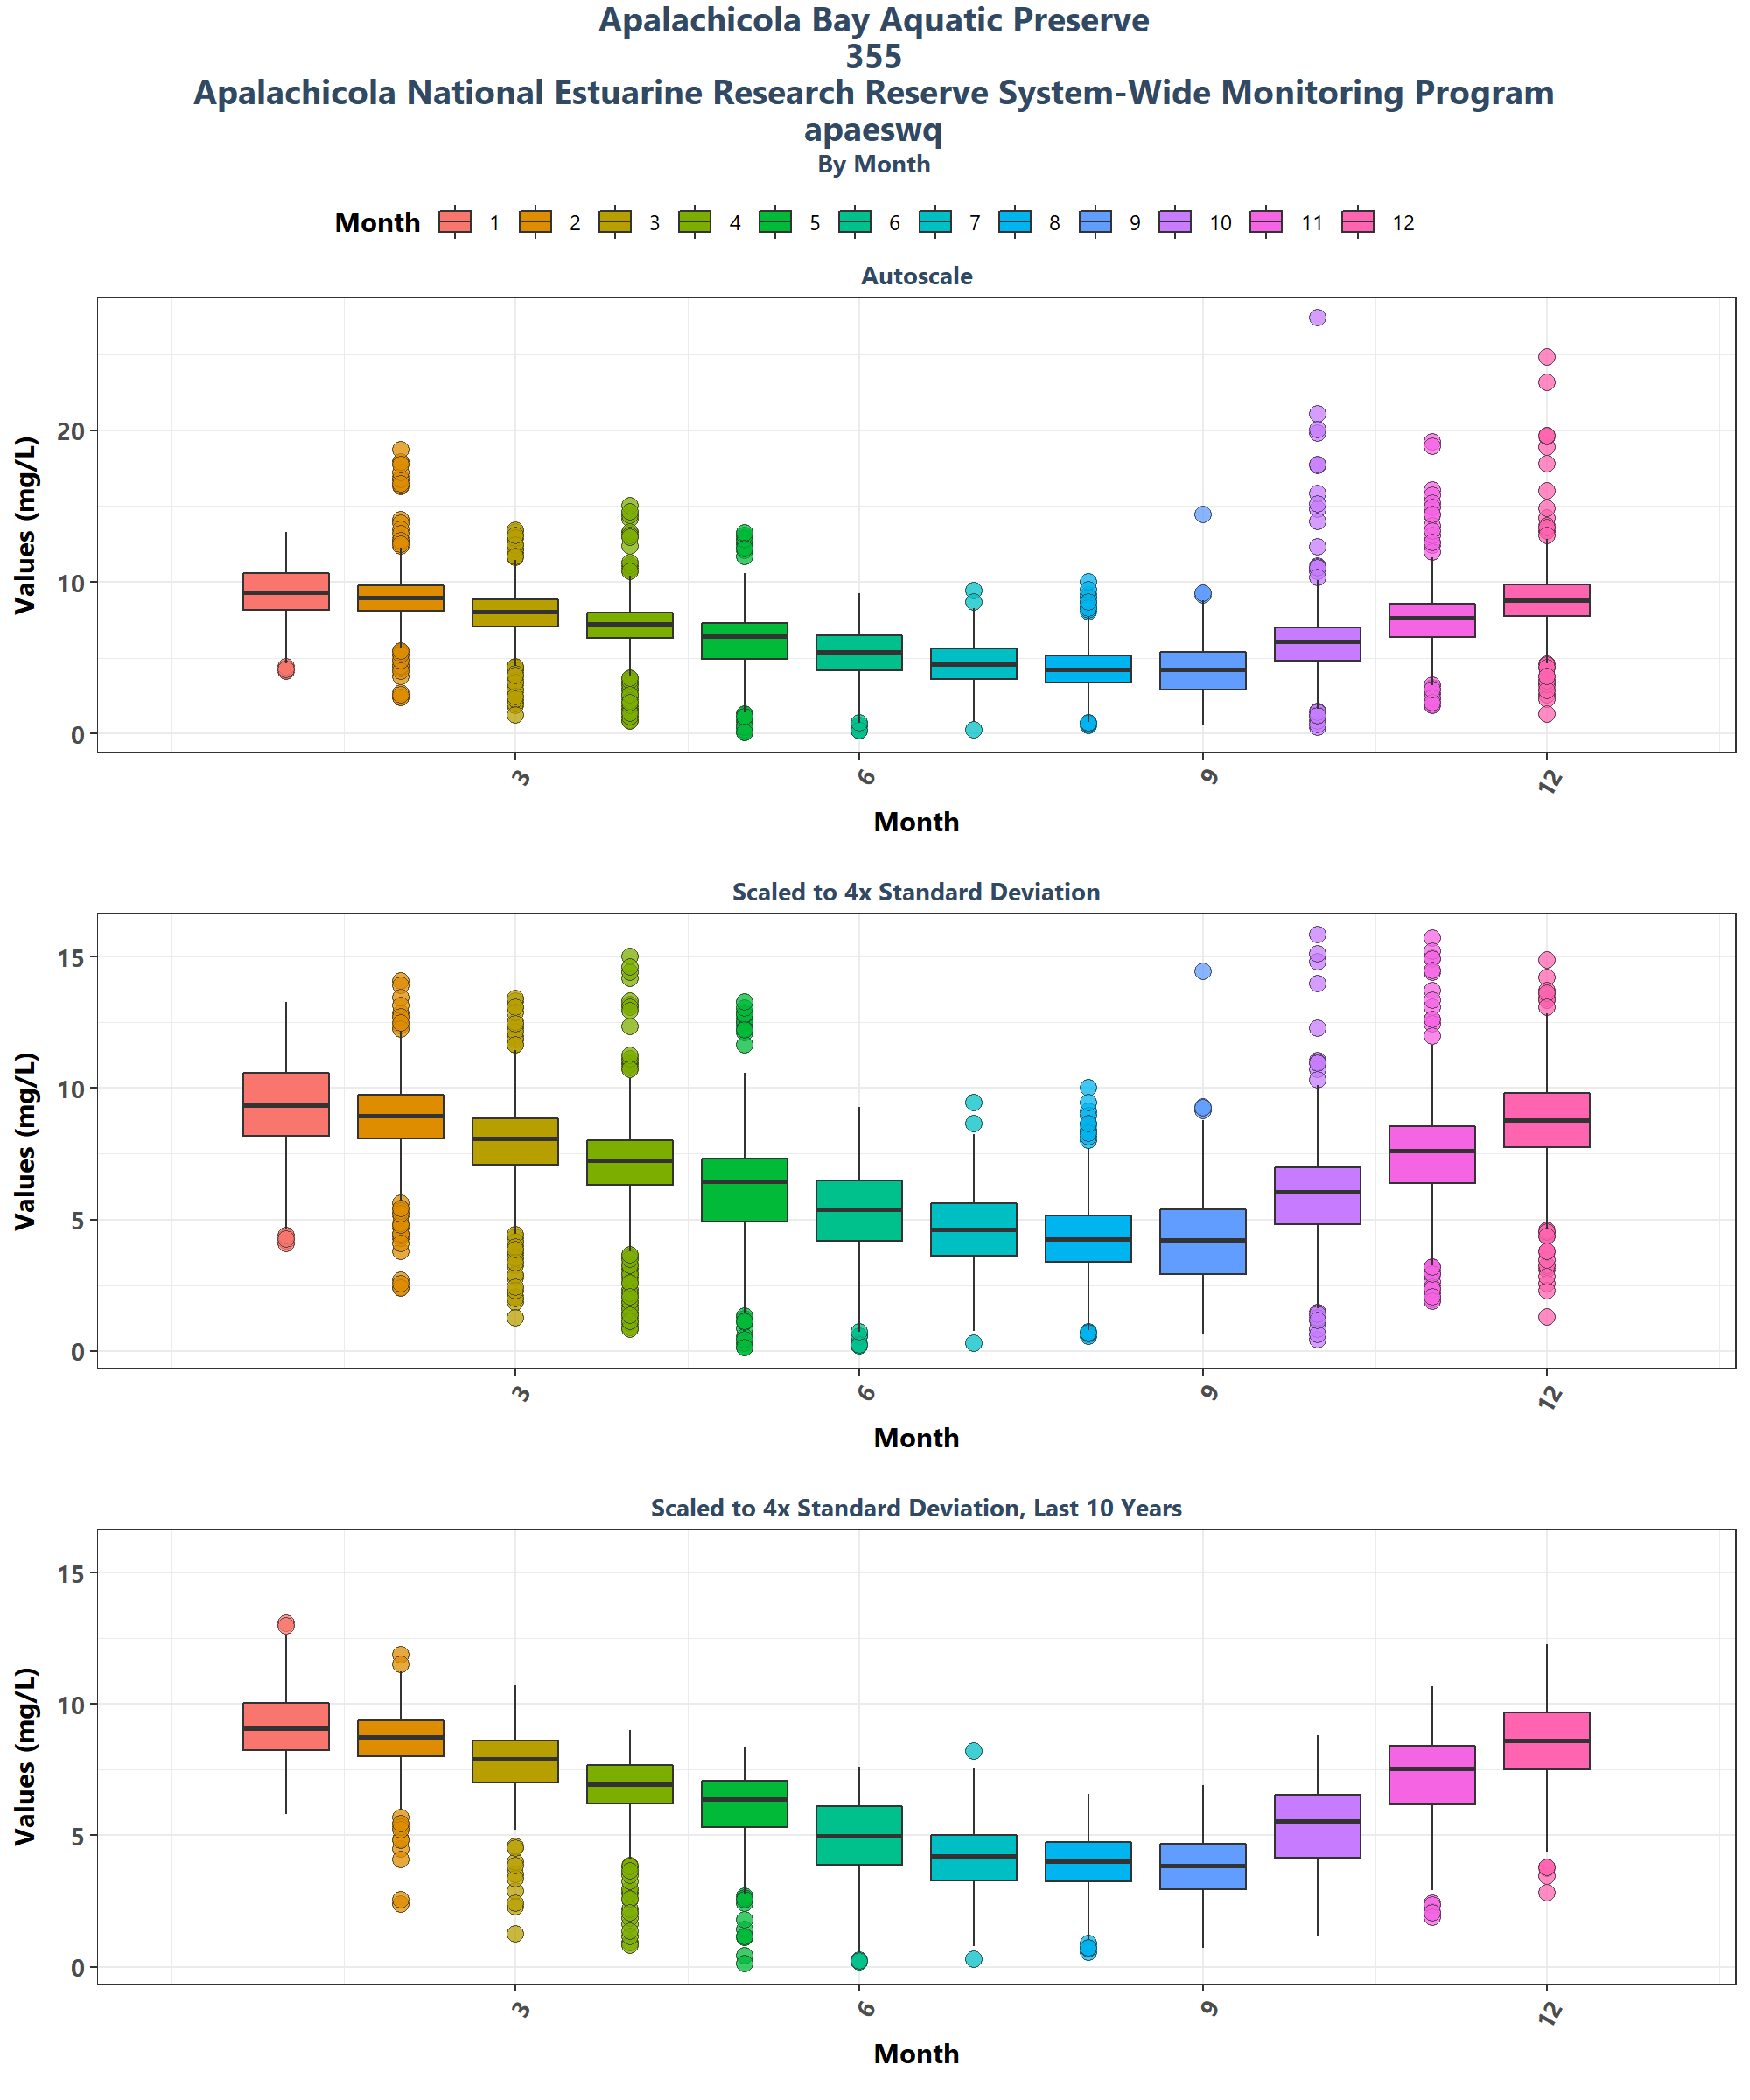 Apalachicola Bay Aquatic Preserve
355
Apalachicola National Estuarine Research Reserve System-Wide Monitoring Program
apaeswq
By Month
Month 1 2 3 4 5 6 7 8 9 10 11 12
Autoscale
Values (mg/L)
20
10
0
3 6 9 12
Month
Scaled to 4x Standard Deviation
Values (mg/L)
15
10
5
0
3 6 9 12
Month
Scaled to 4x Standard Deviation, Last 10 Years
Values (mg/L)
15
10
5
0
3 6 9 12
Month